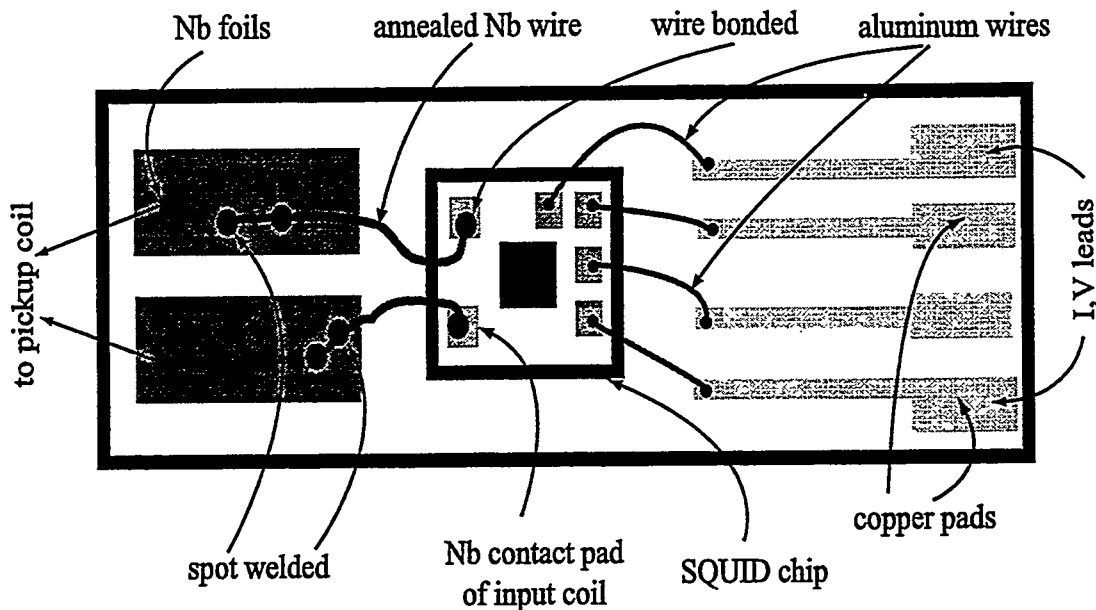 Nb foils
annealed Nb wire
wire bonded
aluminum wires
to pickup coil
I,V leads
spot welded
Nb contact pad
of input coil
SQUID chip
copper pads